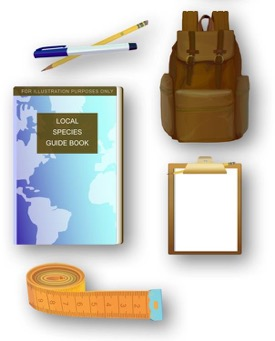 FOR ILLUSTRATION PURPOSES ONLY
LOCAL
SPECIES
GUIDE BOOK